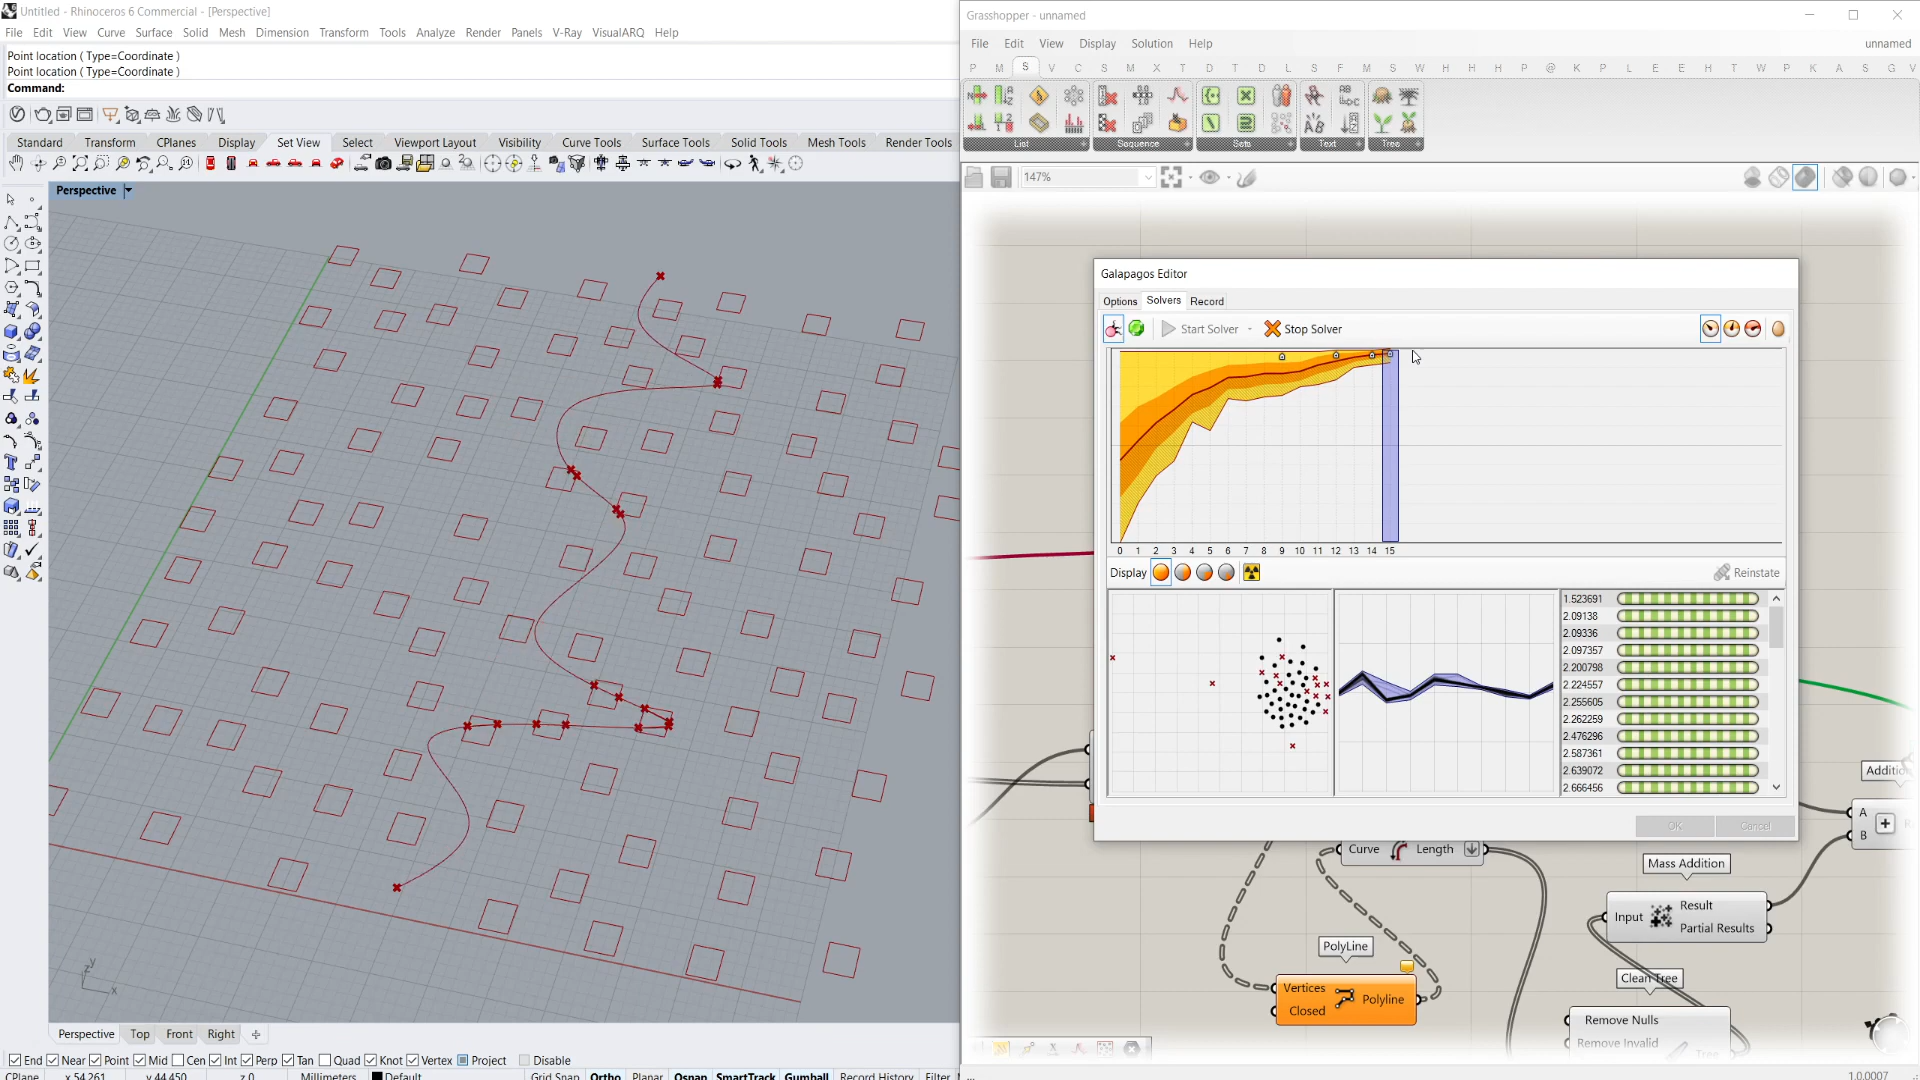 Untitled - Rhinoceros 6 Commercial - [Perspective]
File Edit View Curve Surface Solid Mesh Dimension Transform Tools Analyze Render Panels V-Ray VisualARQ Help
Point location ( Type=Coordinate )
Point location ( Type=Coordinate )
Command:
Standard Transform CPlanes Display Set View Select Viewport Layout Visibility Curve Tools Surface Tools Solid Tools Mesh Tools Render Tools
Perspective
z y
x
Perspective Top Front Right
End Near Point Mid Cen Int Perp Tan Quad Knot Vertex Project Disable
CPlane x 54.261 y 44.450 z 0 Millimeters Default Grid Snap Ortho Planar Osnap SmartTrack Gumball Record History Filter
Grasshopper - unnamed
File Edit View Display Solution Help unnamed
P M S V C S M X T D T D L S F M S W H H H P @ K P L E E H T W P K A S G V
List Sequence Sets Text Tree
147%
Galapagos Editor
Options Solvers Record
Start Solver Stop Solver
0 1 2 3 4 5 6 7 8 9 10 11 12 13 14 15
Display Reinstate
1.523691
2.09138
2.09336
2.097357
2.200798
2.224557
2.255605
2.262259
2.476296
2.587361
2.639072
2.666456
OK Cancel
Additio
A
B
Curve Length
Mass Addition
Input Result
Partial Results
PolyLine
Vertices Polyline
Closed
Clean Tree
Remove Nulls
Remove Invalid
Tree
1.0.0007